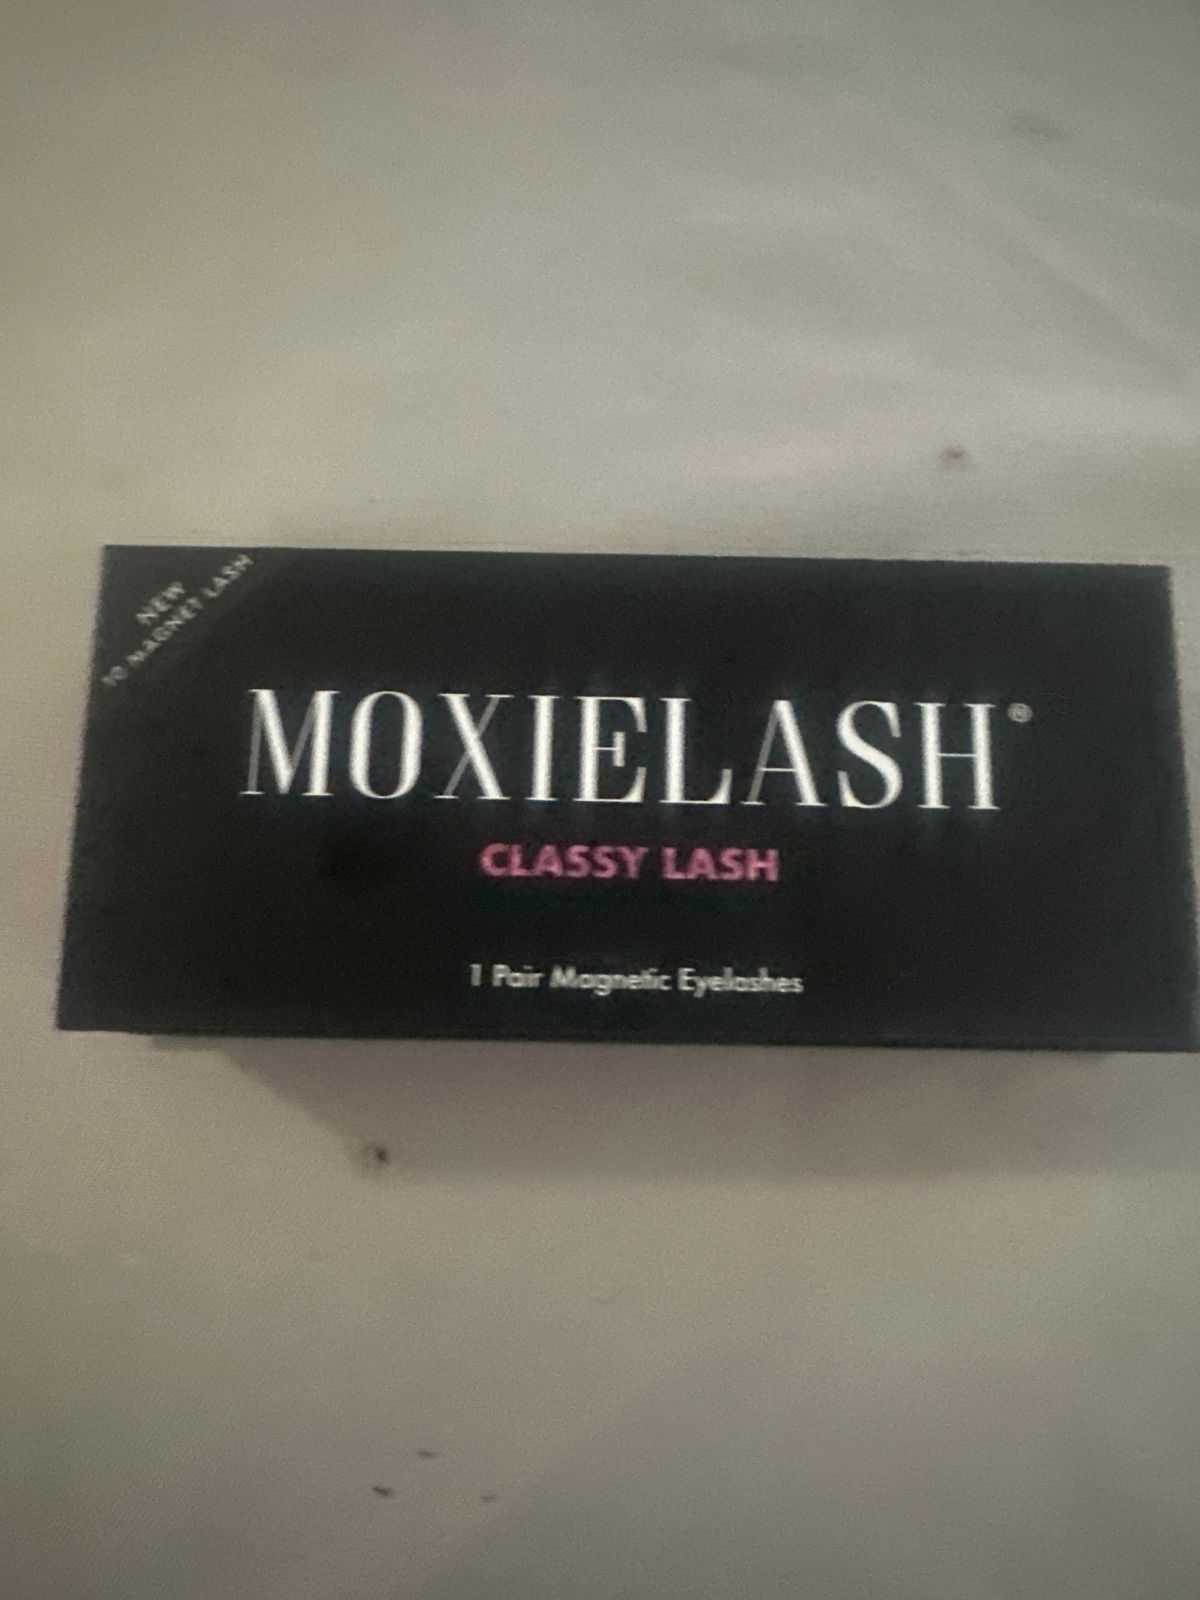 NEW
10 MAGNET LASH
MOXIELASH®
CLASSY LASH
1 Pair Magnetic Eyelashes